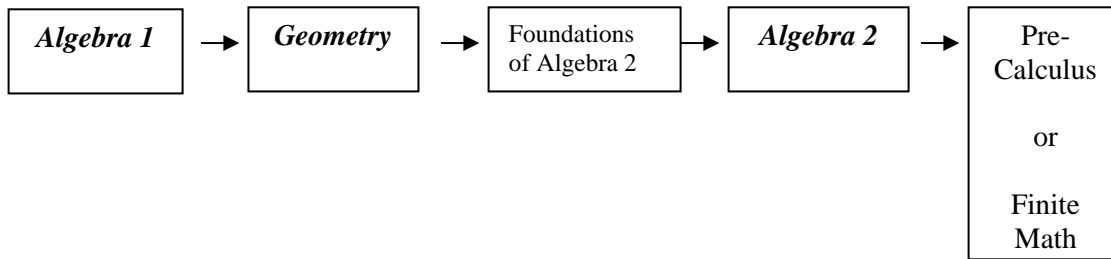 Algebra 1
Geometry
Foundations
of Algebra 2
Algebra 2
Pre-
Calculus
or
Finite
Math